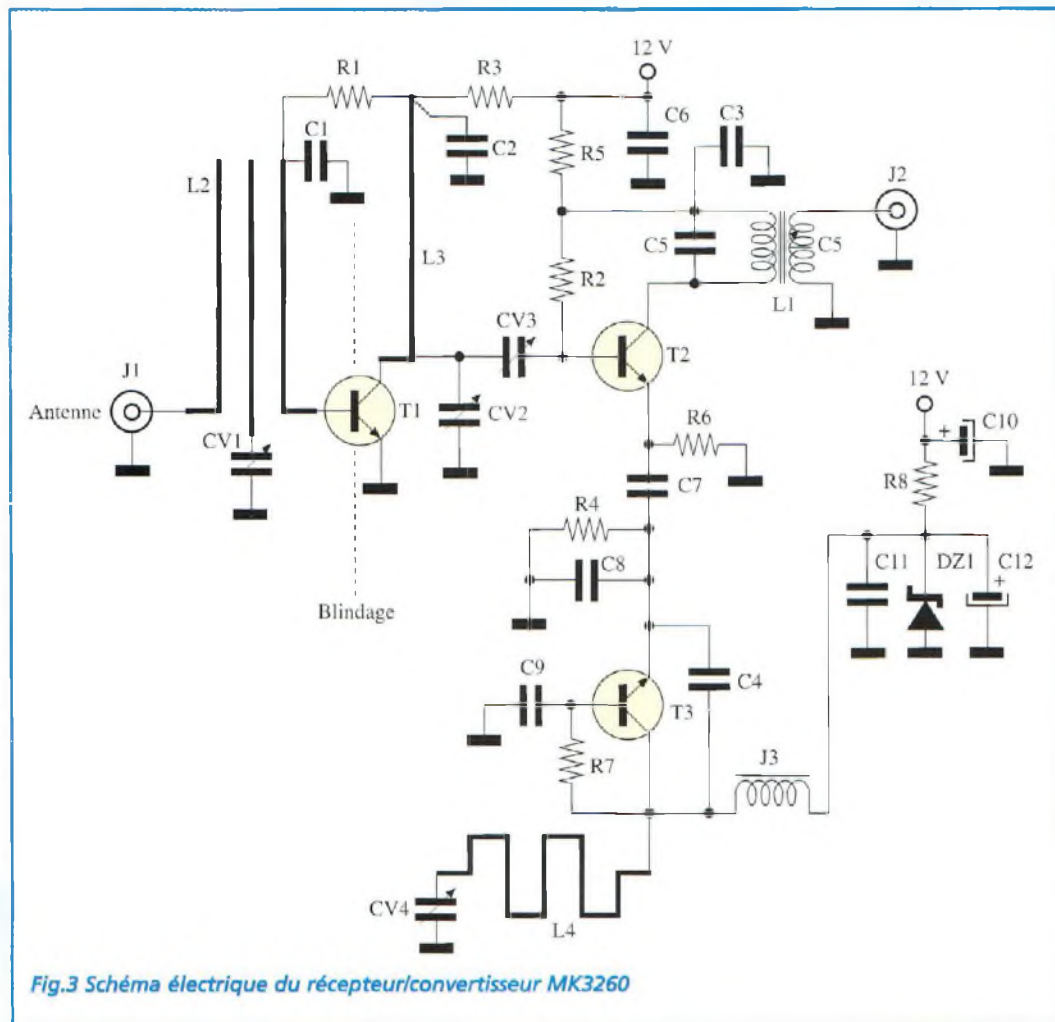 12 V
R1
R3
C1
C2
C6
C3
R5
J2
L2
C5
C5
L3
R2
L1
CV3
T2
J1
12 V
Antenne
T1
CV2
C10
CV1
R6
+
R8
C7
R4
C8
C11
DZ1
C12
+
Blindage
C9
C4
T3
R7
J3
CV4
L4
Fig.3 Schéma électrique du récepteur/convertisseur MK3260